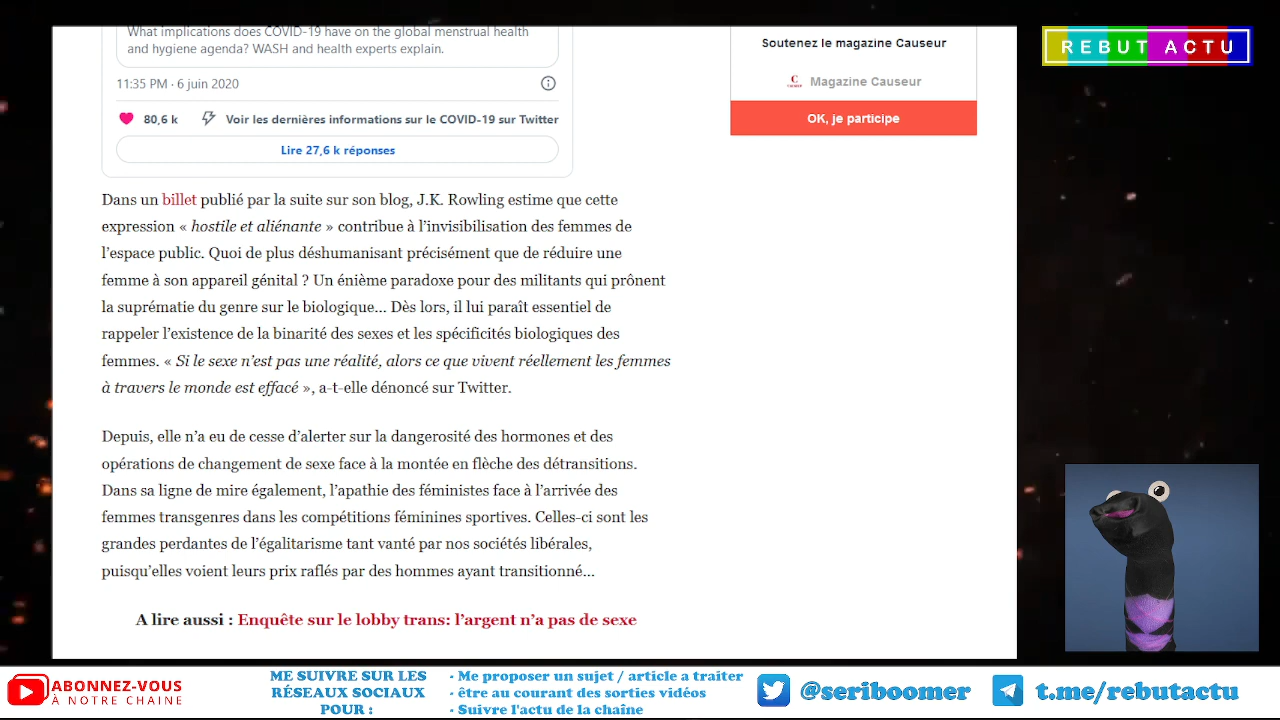 What implications does COVID-19 have on the global menstrual health
and hygiene agenda? WASH and health experts explain.
11:35 PM · 6 juin 2020
80,6 k
Voir les dernières informations sur le COVID-19 sur Twitter
Lire 27,6 k réponses
Dans un billet publié par la suite sur son blog, J.K. Rowling estime que cette
expression « hostile et aliénante » contribue à l’invisibilisation des femmes de
l’espace public. Quoi de plus déshumanisant précisément que de réduire une
femme à son appareil génital ? Un énième paradoxe pour des militants qui prônent
la suprématie du genre sur le biologique… Dès lors, il lui paraît essentiel de
rappeler l’existence de la binarité des sexes et les spécificités biologiques des
femmes. « Si le sexe n’est pas une réalité, alors ce que vivent réellement les femmes
à travers le monde est effacé », a-t-elle dénoncé sur Twitter.
Depuis, elle n’a eu de cesse d’alerter sur la dangerosité des hormones et des
opérations de changement de sexe face à la montée en flèche des détransitions.
Dans sa ligne de mire également, l’apathie des féministes face à l’arrivée des
femmes transgenres dans les compétitions féminines sportives. Celles-ci sont les
grandes perdantes de l’égalitarisme tant vanté par nos sociétés libérales,
puisqu’elles voient leurs prix raflés par des hommes ayant transitionné…
A lire aussi : Enquête sur le lobby trans: l’argent n’a pas de sexe
Soutenez le magazine Causeur
Magazine Causeur
OK, je participe
REBUT ACTU
ABONNEZ-VOUS
À NOTRE CHAINE
ME SUIVRE SUR LES
RÉSEAUX SOCIAUX
POUR :
- Me proposer un sujet / article a traiter
- être au courant des sorties vidéos
- Suivre l'actu de la chaîne
@seriboomer
t.me/rebutactu